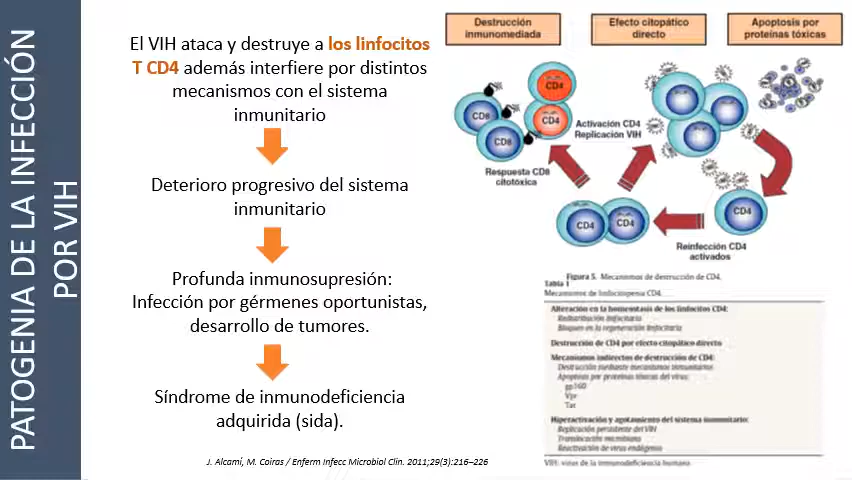 PATOGENIA DE LA INFECCIÓN
POR VIH
El VIH ataca y destruye a los linfocitos
T CD4 además interfiere por distintos
mecanismos con el sistema
inmunitario
Deterioro progresivo del sistema
inmunitario
Profunda inmunosupresión:
Infección por gérmenes oportunistas,
desarrollo de tumores.
Síndrome de inmunodeficiencia
adquirida (sida).
J. Alcamí, M. Coiras / Enferm Infecc Microbiol Clin. 2011;29(3):216–226
Destrucción
inmunomediada
Efecto citopático
directo
Apoptosis por
proteínas tóxicas
CD4
CD4
CD8
CD8
Activación CD4
Replicación VIH
Respuesta CD8
citotóxica
CD4
CD4
CD4
Reinfección CD4
activados
Figura 5. Mecanismos de destrucción de CD4.
Tabla 1
Mecanismos de linfocitopenia CD4.
Alteración en la homeostasis de los linfocitos CD4:
Redistribución linfocitaria
Bloqueo en la regeneración linfocitaria
Destrucción de CD4 por efecto citopático directo
Mecanismos indirectos de destrucción de CD4:
Destrucción mediante mecanismos inmunitarios
Apoptosis por proteínas tóxicas del virus:
gp160
Vpr
Tat
Hiperactivación y agotamiento del sistema inmunitario:
Replicación persistente del VIH
Translocación microbiana
Reactivación de virus endógenos
VIH: virus de la inmunodeficiencia humana.